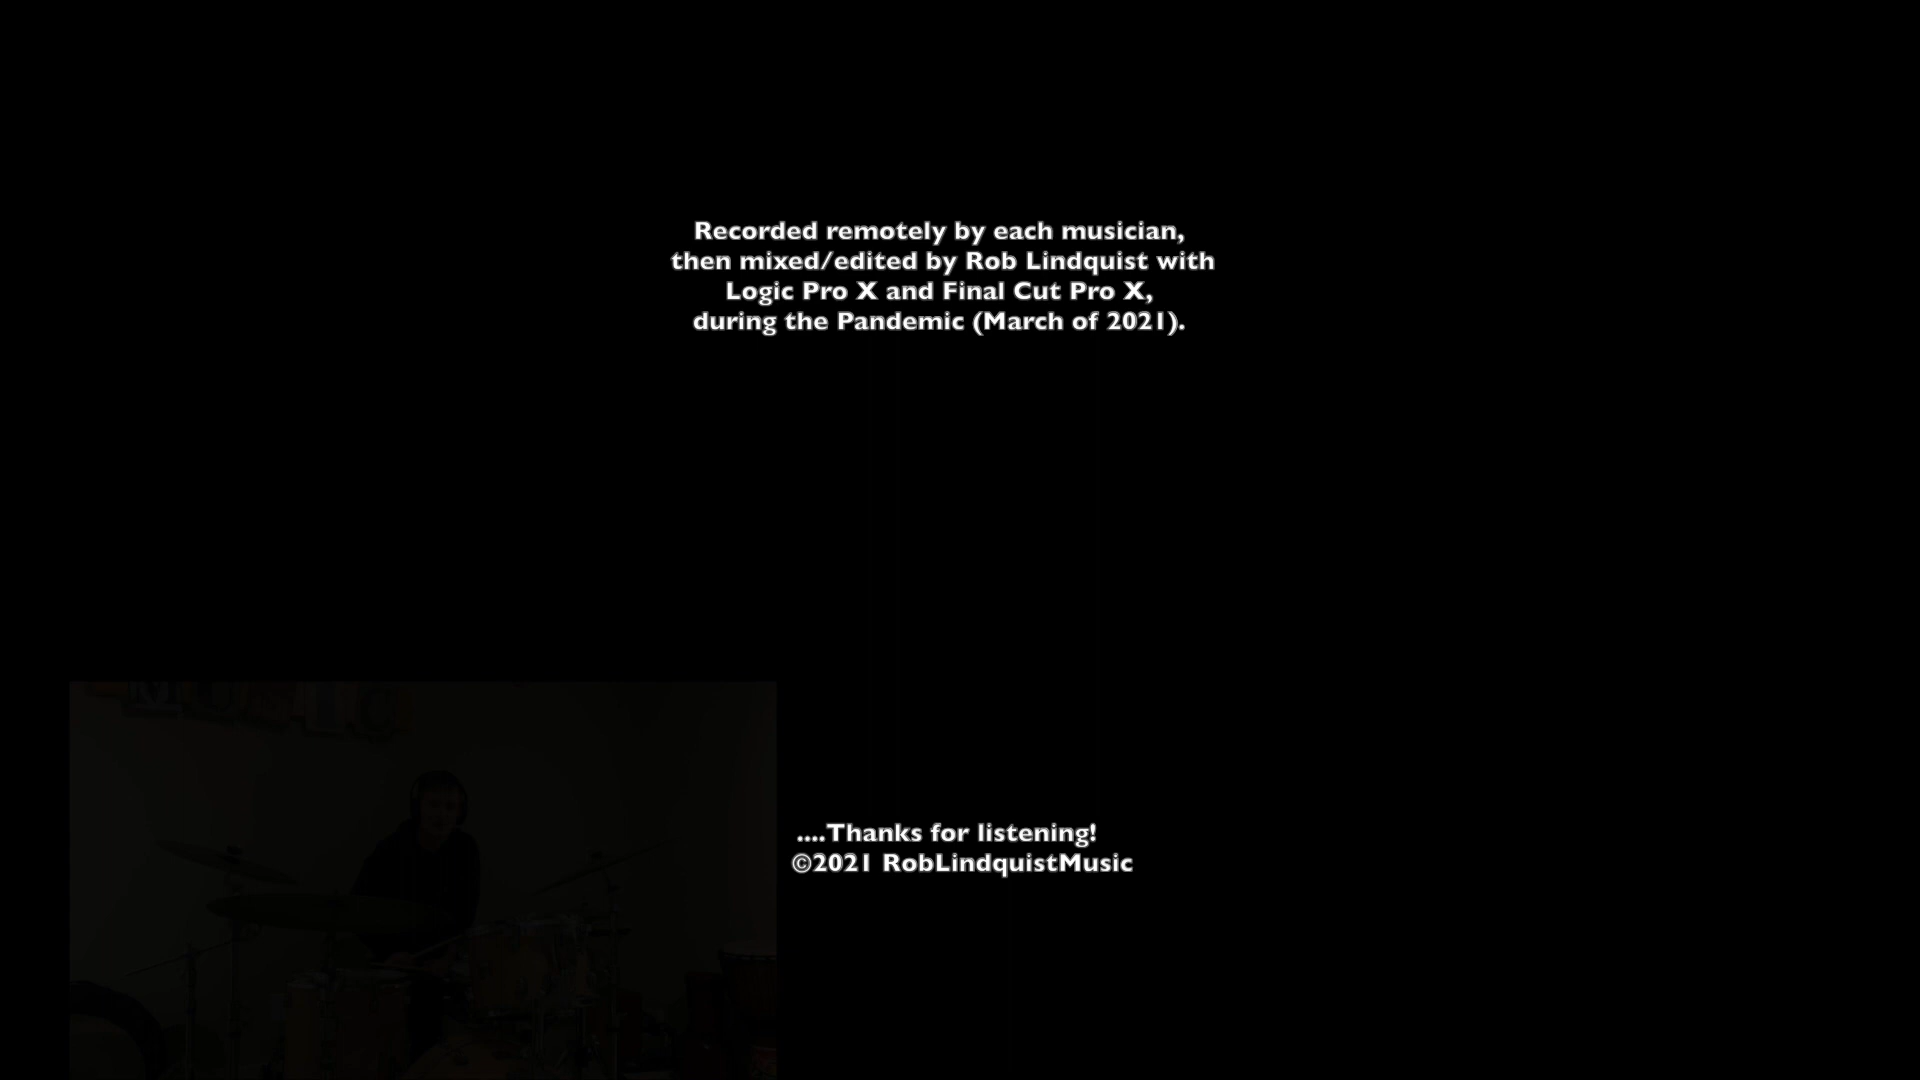 MUSIC
Recorded remotely by each musician,
then mixed/edited by Rob Lindquist with
Logic Pro X and Final Cut Pro X,
during the Pandemic (March of 2021).
....Thanks for listening!
©2021 RobLindquistMusic